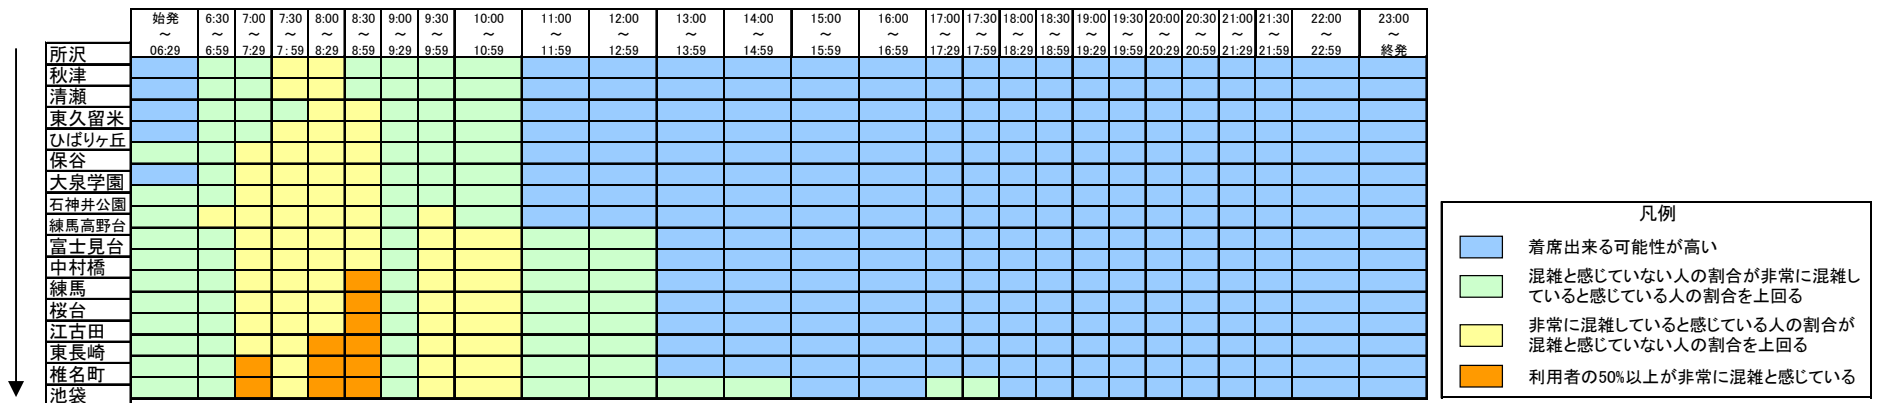 始発 6:30 7:00 7:30 8:00 8:30 9:00 9:30 10:00 11:00 12:00 13:00 14:00 15:00 16:00 17:00 17:30 18:00 18:30 19:00 19:30 20:00 20:30 21:00 21:30 22:00 23:00
～ ～ ～ ～ ～ ～ ～ ～ ～ ～ ～ ～ ～ ～ ～ ～ ～ ～ ～ ～ ～ ～ ～ ～ ～ ～ ～
06:29 6:59 7:29 7:59 8:29 8:59 9:29 9:59 10:59 11:59 12:59 13:59 14:59 15:59 16:59 17:29 17:59 18:29 18:59 19:29 19:59 20:29 20:59 21:29 21:59 22:59 終発
所沢
秋津
清瀬
東久留米
ひばりヶ丘
保谷
大泉学園
石神井公園
練馬高野台
富士見台
中村橋
練馬
桜台
江古田
東長崎
椎名町
池袋
凡例
着席出来る可能性が高い
混雑と感じていない人の割合が非常に混雑し
ていると感じている人の割合を上回る
非常に混雑していると感じている人の割合が
混雑と感じていない人の割合を上回る
利用者の50%以上が非常に混雑と感じている